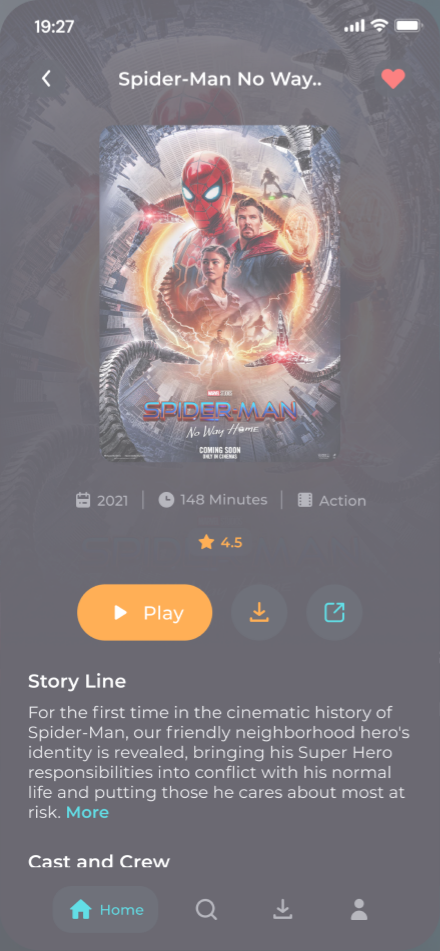 19:27
Spider-Man No Way..
MARVEL STUDIOS
SPIDER-MAN
No Way Home
COMING SOON
ONLY IN CINEMAS
2021
148 Minutes
Action
4.5
Play
Story Line
For the first time in the cinematic history of
Spider-Man, our friendly neighborhood hero's
identity is revealed, bringing his Super Hero
responsibilities into conflict with his normal
life and putting those he cares about most at
risk. More
Cast and Crew
Home